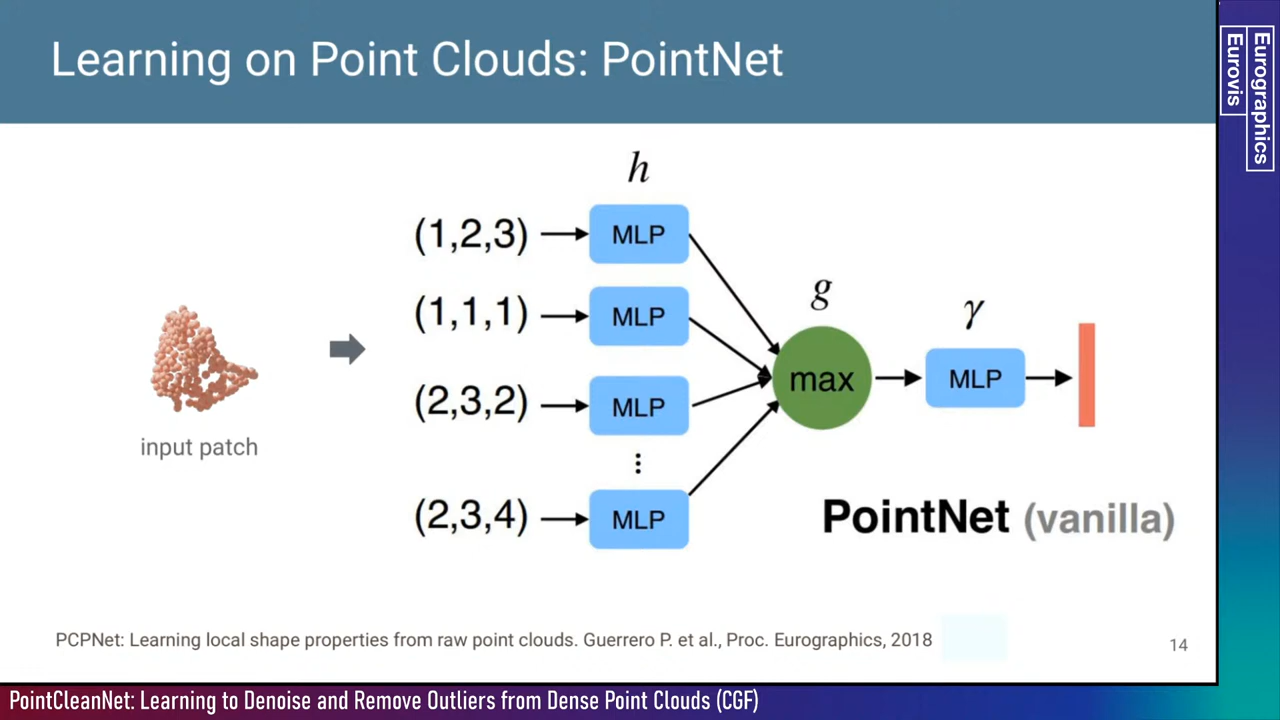 Learning on Point Clouds: PointNet
Eurographics
Eurovis
h
(1,2,3)
MLP
(1,1,1)
MLP
g
γ
(2,3,2)
MLP
max
MLP
input patch
⋮
(2,3,4)
MLP
PointNet (vanilla)
PCPNet: Learning local shape properties from raw point clouds. Guerrero P. et al., Proc. Eurographics, 2018
14
PointCleanNet: Learning to Denoise and Remove Outliers from Dense Point Clouds (CGF)